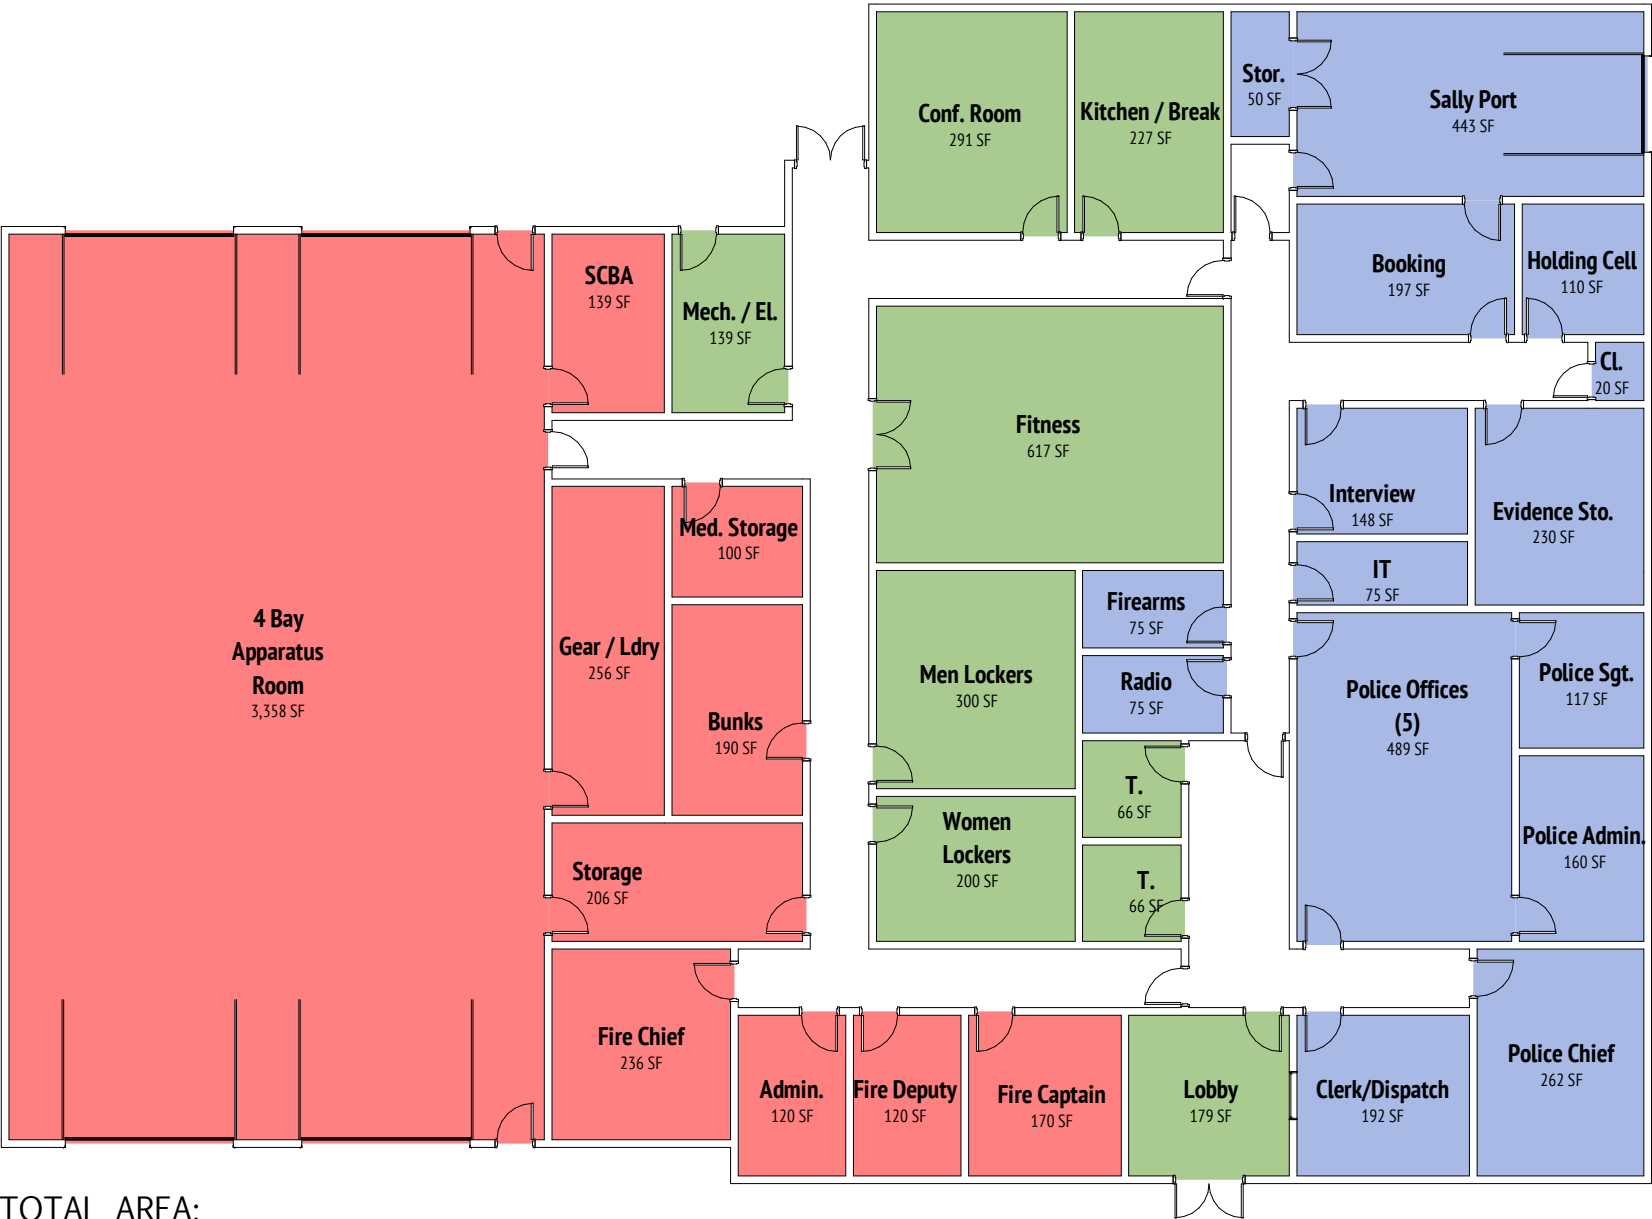 Conf. Room
291 SF
Kitchen / Break
227 SF
Stor.
50 SF
Sally Port
443 SF
SCBA
139 SF
Mech. / El.
139 SF
Booking
197 SF
Holding Cell
110 SF
Cl.
20 SF
Fitness
617 SF
Interview
148 SF
Evidence Sto.
230 SF
Med. Storage
100 SF
IT
75 SF
4 Bay
Apparatus
Room
3,358 SF
Gear / Ldry
256 SF
Bunks
190 SF
Men Lockers
300 SF
Firearms
75 SF
Radio
75 SF
Police Offices
(5)
489 SF
Police Sgt.
117 SF
T.
66 SF
Women
Lockers
200 SF
T.
66 SF
Police Admin.
160 SF
Storage
206 SF
Fire Chief
236 SF
Admin.
120 SF
Fire Deputy
120 SF
Fire Captain
170 SF
Lobby
179 SF
Clerk/Dispatch
192 SF
Police Chief
262 SF
TOTAL AREA: